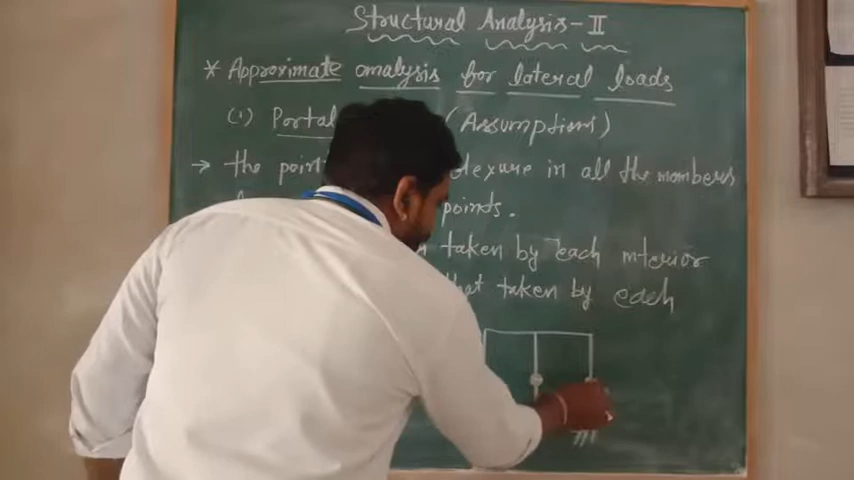 Structural Analysis - II
* Approximate analysis for lateral loads
(1) Portal (Assumptions)
→ the point flexure in all the members
points.
taken by each interior
that taken by each